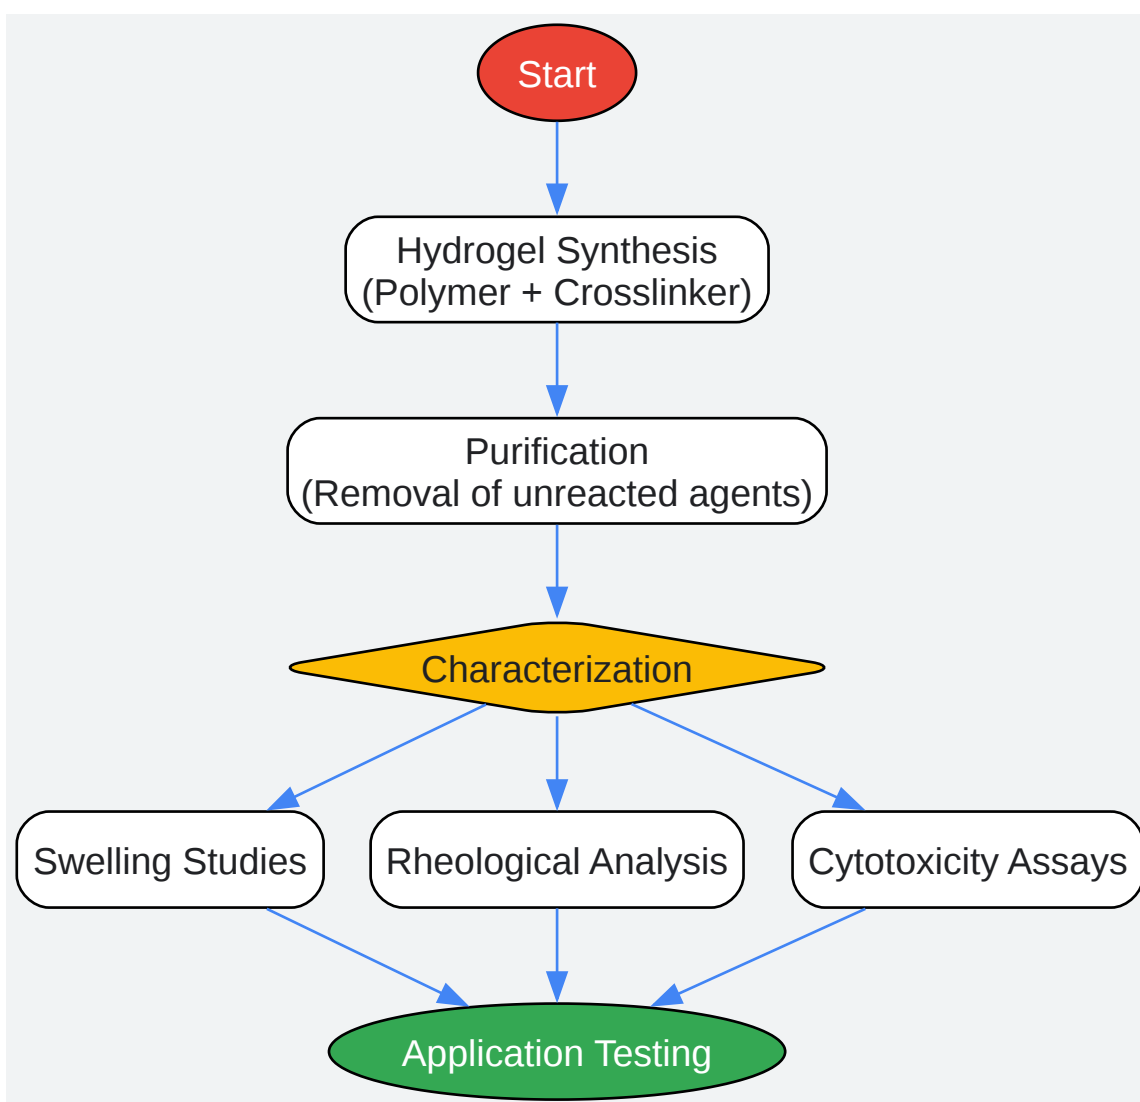 Start
Hydrogel Synthesis
(Polymer + Crosslinker)
Purification
(Removal of unreacted agents)
Characterization
Swelling Studies
Rheological Analysis
Cytotoxicity Assays
Application Testing